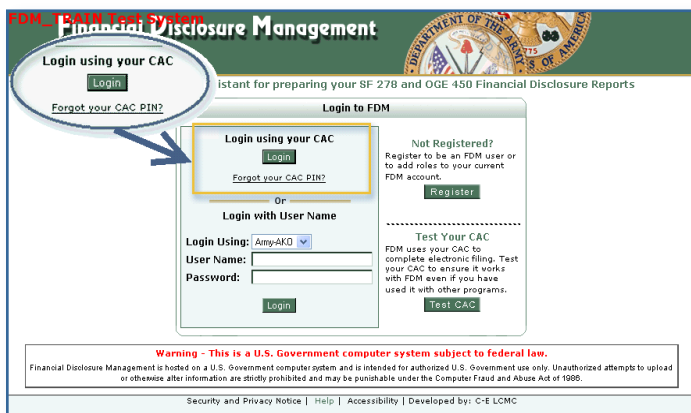 FDM_TRAIN Test System
Financial Disclosure Management
DEPARTMENT OF THE ARMY
Login using your CAC
Login
Forgot your CAC PIN?
istant for preparing your SF 278 and OGE 450 Financial Disclosure Reports
Login to FDM
Login using your CAC
Login
Forgot your CAC PIN?
Or
Login with User Name
Login Using: Army-AKO
User Name:
Password:
Login
Not Registered?
Register to be an FDM user or
to add roles to your current
FDM account.
Register
Test Your CAC
FDM uses your CAC to
complete electronic filing. Test
your CAC to ensure it works
with FDM even if you have
used it with other programs.
Test CAC
Warning - This is a U.S. Government computer system subject to federal law.
Financial Disclosure Management is hosted on a U.S. Government computer system and is intended for authorized U.S. Government use only. Unauthorized attempts to upload
or otherwise alter information are strictly prohibited and may be punishable under the Computer Fraud and Abuse Act of 1986.
Security and Privacy Notice | Help | Accessibility | Developed by: C-E LCMC